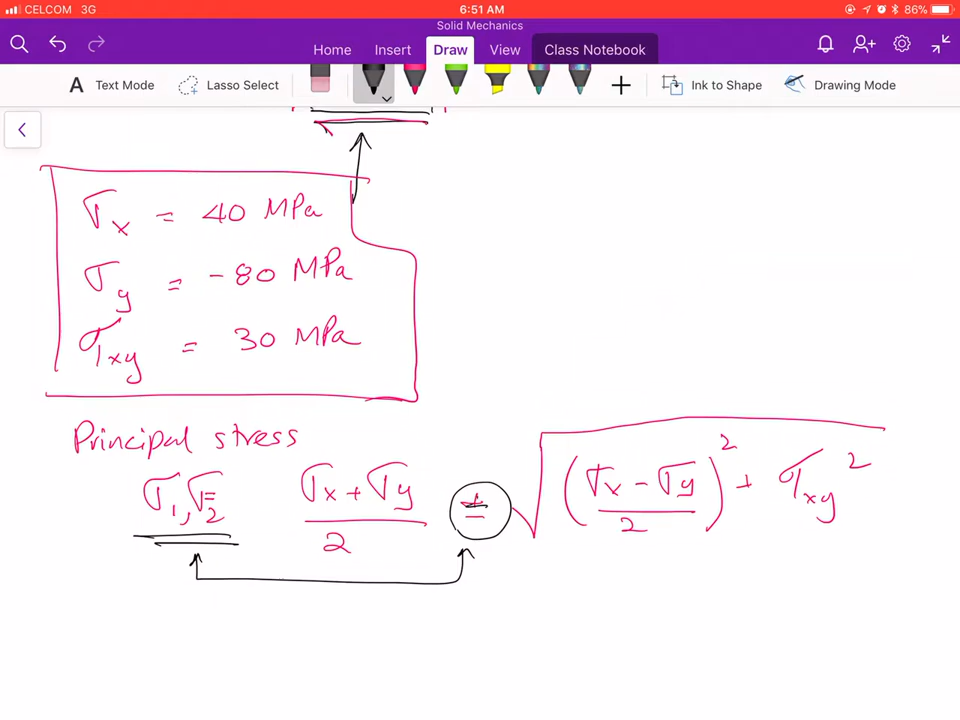 CELCOM 3G 6:51 AM 86%
Solid Mechanics
Home Insert Draw View Class Notebook
A Text Mode Lasso Select + Ink to Shape Drawing Mode
σx = 40 MPa
σy = -80 MPa
σxy = 30 MPa
Principal stress
σ1, σ2 = (σx + σy)/2 ± √((σx - σy)/2)² + σxy²